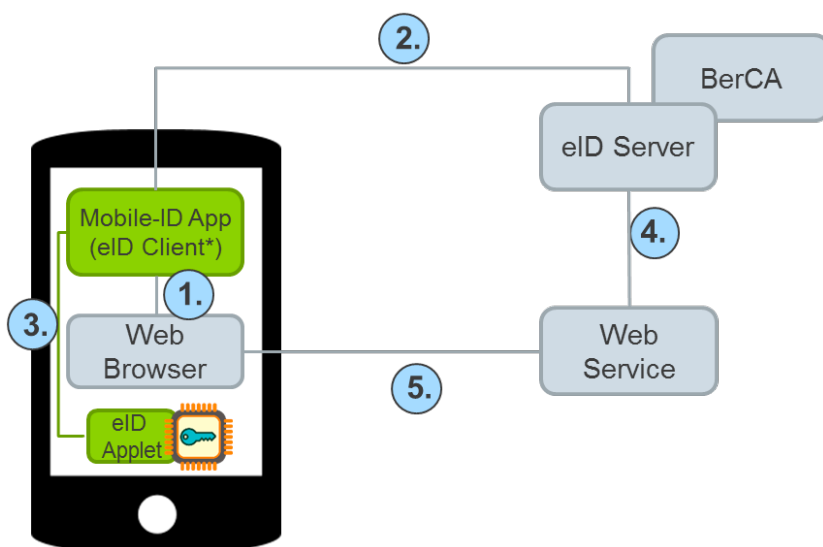 2.
BerCA
eID Server
Mobile-ID App
(eID Client*)
4.
1.
3.
Web
Browser
Web
Service
5.
eID
Applet